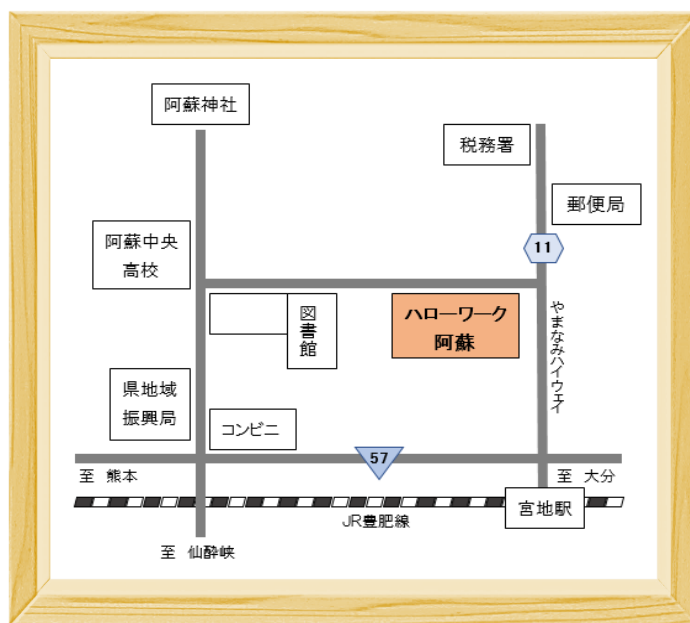 阿蘇神社
税務署
郵便局
阿蘇中央
高校
11
図書館
ハローワーク
阿蘇
やまなみハイウェイ
県地域
振興局
コンビニ
57
至 熊本
至 大分
宮地駅
JR豊肥線
至 仙酔峡